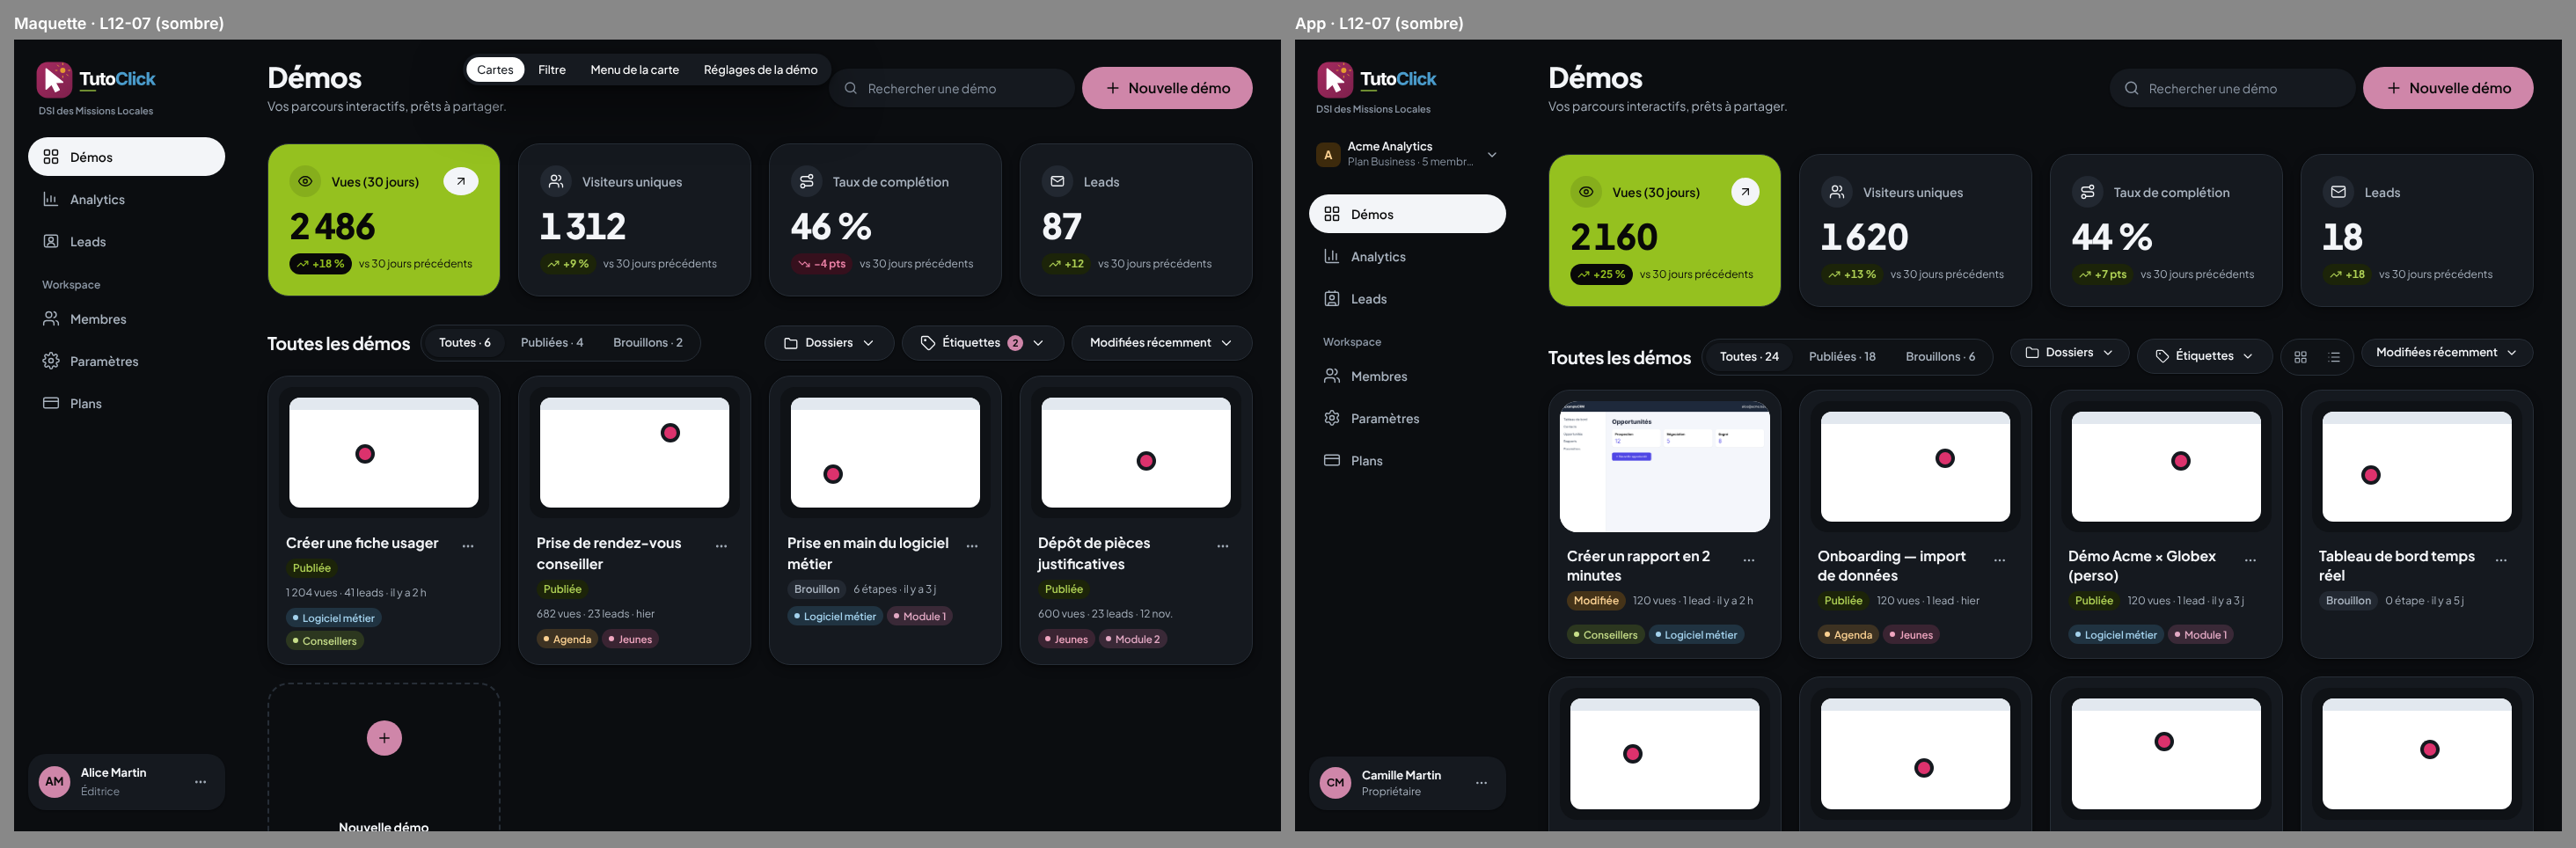 Maquette · L12-07 (sombre)
TutoClick
DSI des Missions Locales
Démos
Analytics
Leads
Workspace
Membres
Paramètres
Plans
AM
Alice Martin
Éditrice
Démos
Vos parcours interactifs, prêts à partager.
Cartes Filtre Menu de la carte Réglages de la démo
Rechercher une démo
+ Nouvelle démo
Vues (30 jours)
2 486
+18 % vs 30 jours précédents
Visiteurs uniques
1 312
+9 % vs 30 jours précédents
Taux de complétion
46 %
−4 pts vs 30 jours précédents
Leads
87
+12 vs 30 jours précédents
Toutes les démos
Toutes · 6 Publiées · 4 Brouillons · 2
Dossiers
Étiquettes 2
Modifiées récemment
Créer une fiche usager
Publiée
1 204 vues · 41 leads · il y a 2 h
Logiciel métier
Conseillers
Prise de rendez-vous
conseiller
Publiée
682 vues · 23 leads · hier
Agenda Jeunes
Prise en main du logiciel
métier
Brouillon 6 étapes · il y a 3 j
Logiciel métier Module 1
Dépôt de pièces
justificatives
Publiée
600 vues · 23 leads · 12 nov.
Jeunes Module 2
Nouvelle démo
App · L12-07 (sombre)
TutoClick
DSI des Missions Locales
A
Acme Analytics
Plan Business · 5 membr...
Démos
Analytics
Leads
Workspace
Membres
Paramètres
Plans
CM
Camille Martin
Propriétaire
Démos
Vos parcours interactifs, prêts à partager.
Rechercher une démo
+ Nouvelle démo
Vues (30 jours)
2 160
+25 % vs 30 jours précédents
Visiteurs uniques
1 620
+13 % vs 30 jours précédents
Taux de complétion
44 %
+7 pts vs 30 jours précédents
Leads
18
+18 vs 30 jours précédents
Toutes les démos
Toutes · 24 Publiées · 18 Brouillons · 6
Dossiers
Étiquettes
Modifiées récemment
Opportunités
Créer un rapport en 2
minutes
Modifiée 120 vues · 1 lead · il y a 2 h
Conseillers Logiciel métier
Onboarding — import
de données
Publiée 120 vues · 1 lead · hier
Agenda Jeunes
Démo Acme × Globex
(perso)
Publiée 120 vues · 1 lead · il y a 3 j
Logiciel métier Module 1
Tableau de bord temps
réel
Brouillon 0 étape · il y a 5 j